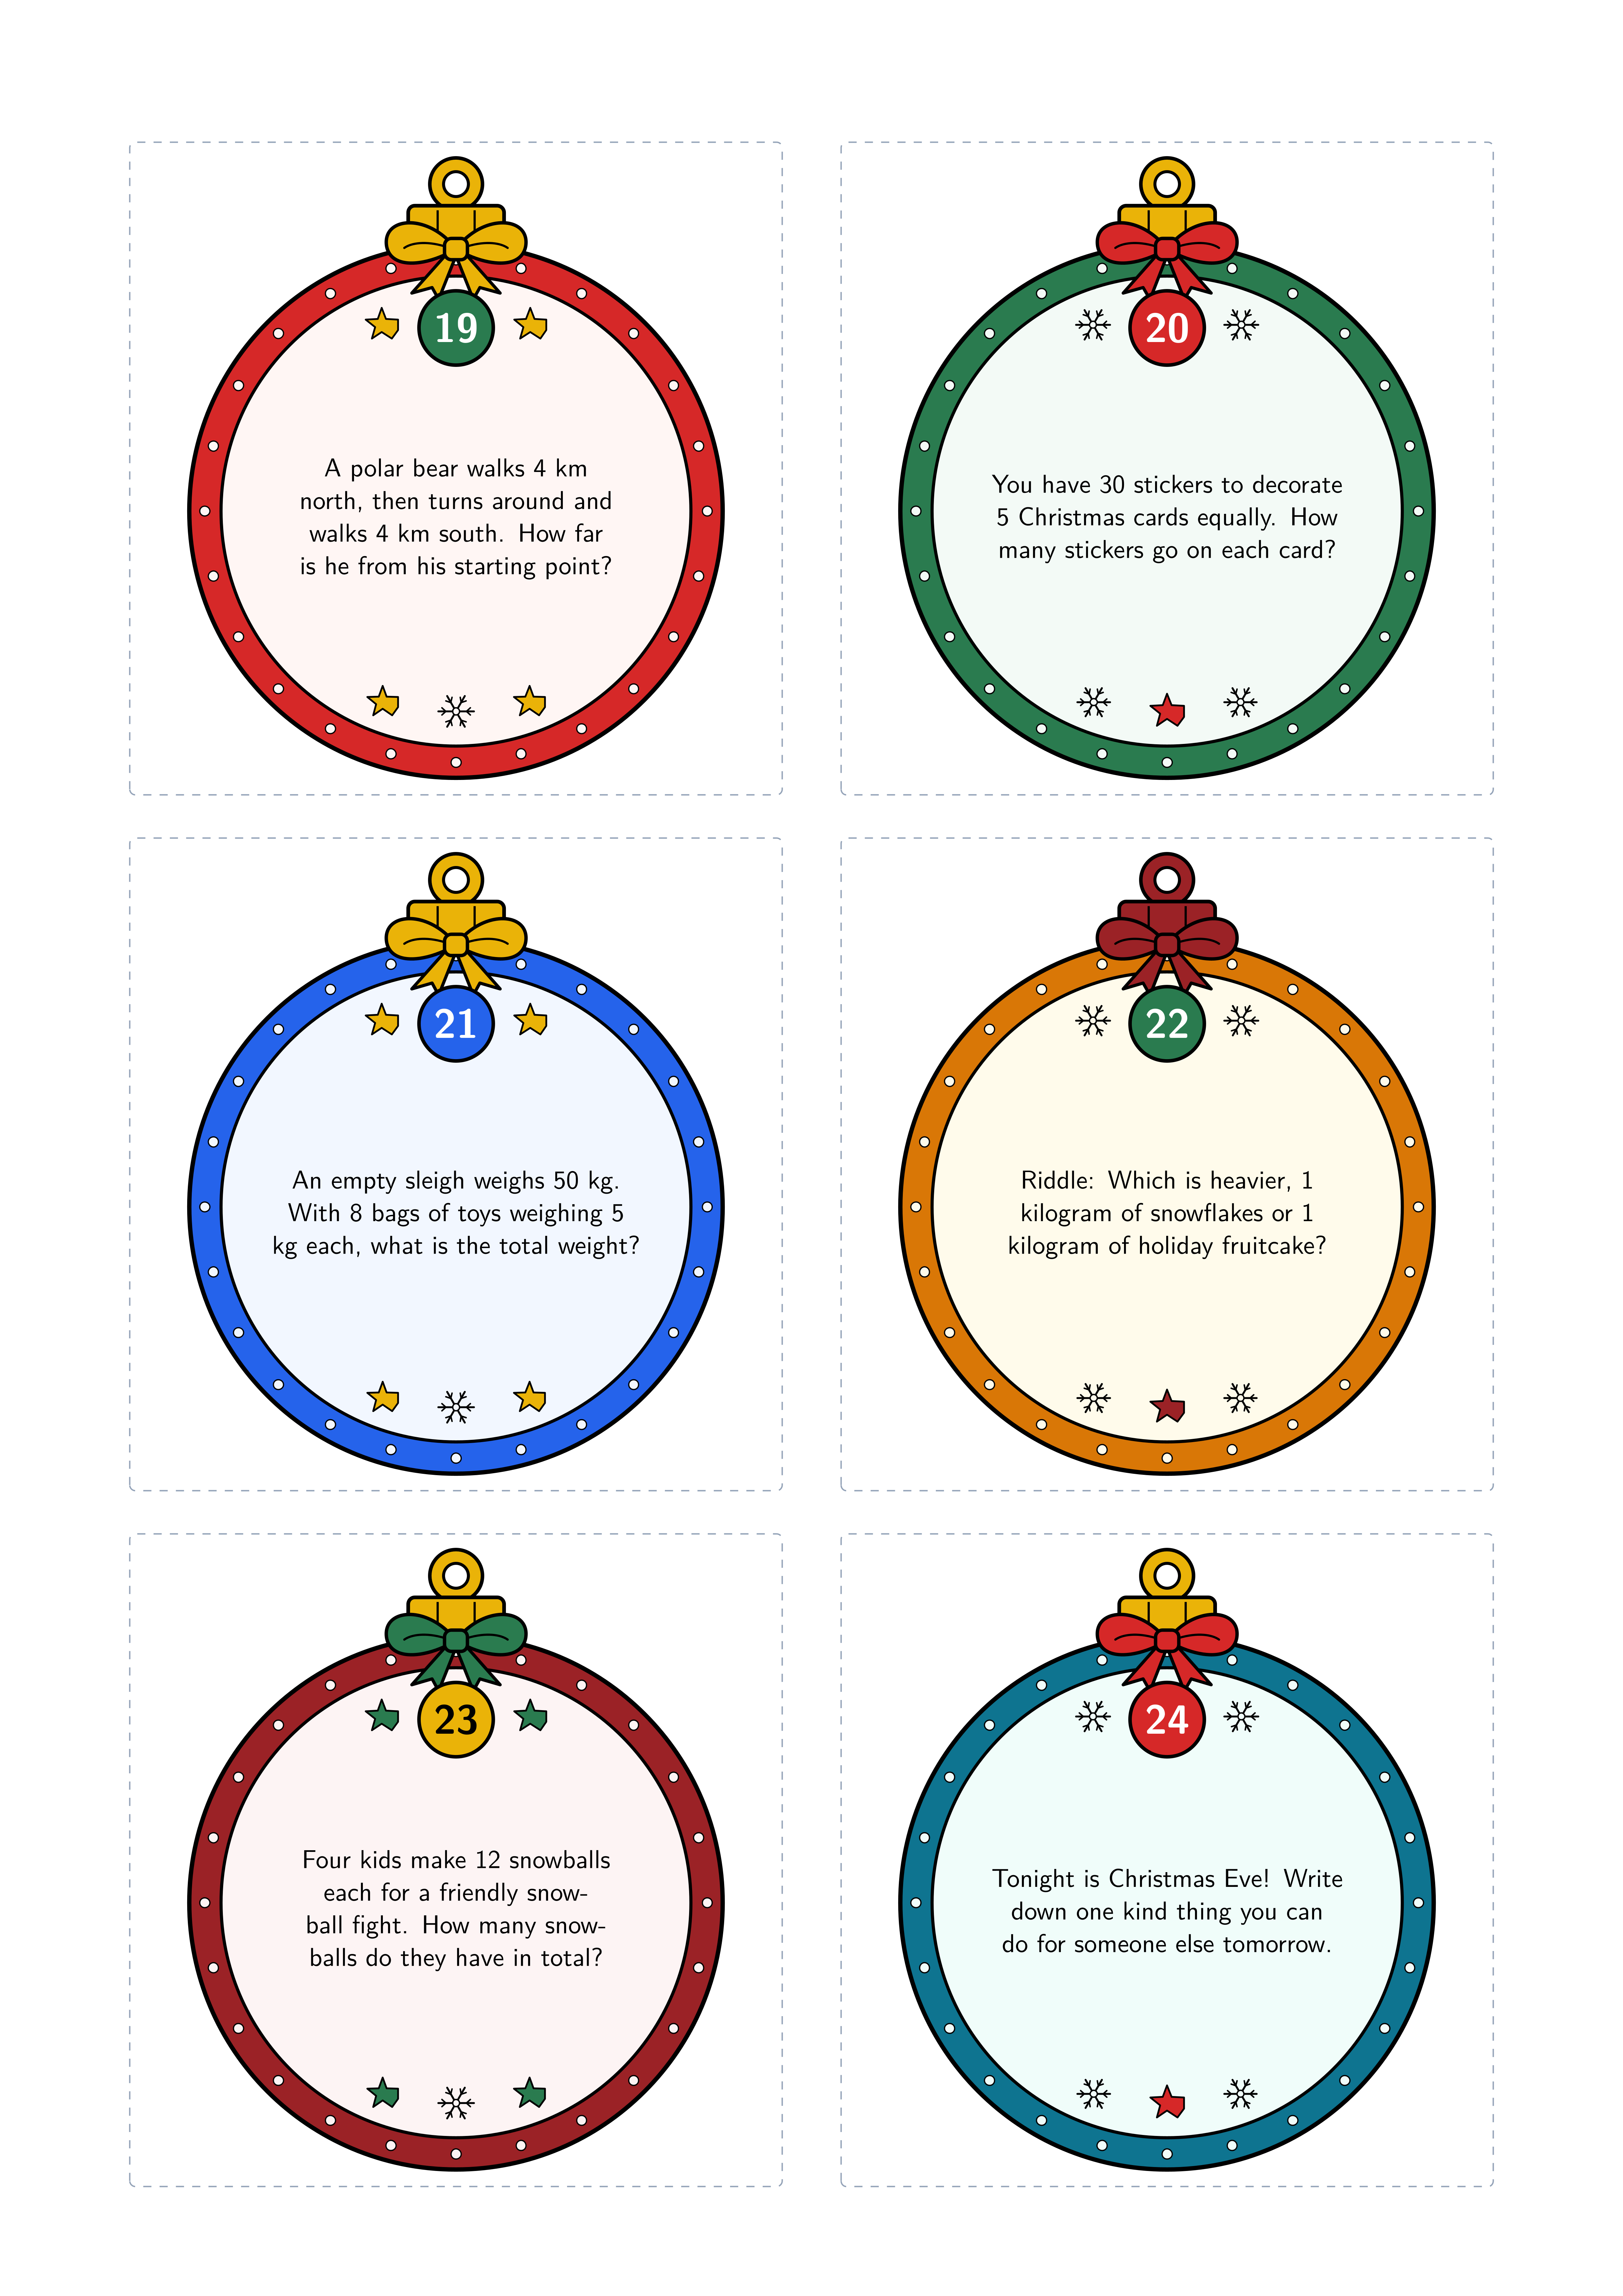 19
A polar bear walks 4 km
north, then turns around and
walks 4 km south. How far
is he from his starting point?
20
You have 30 stickers to decorate
5 Christmas cards equally. How
many stickers go on each card?
21
An empty sleigh weighs 50 kg.
With 8 bags of toys weighing 5
kg each, what is the total weight?
22
Riddle: Which is heavier, 1
kilogram of snowflakes or 1
kilogram of holiday fruitcake?
23
Four kids make 12 snowballs
each for a friendly snow-
ball fight. How many snow-
balls do they have in total?
24
Tonight is Christmas Eve! Write
down one kind thing you can
do for someone else tomorrow.